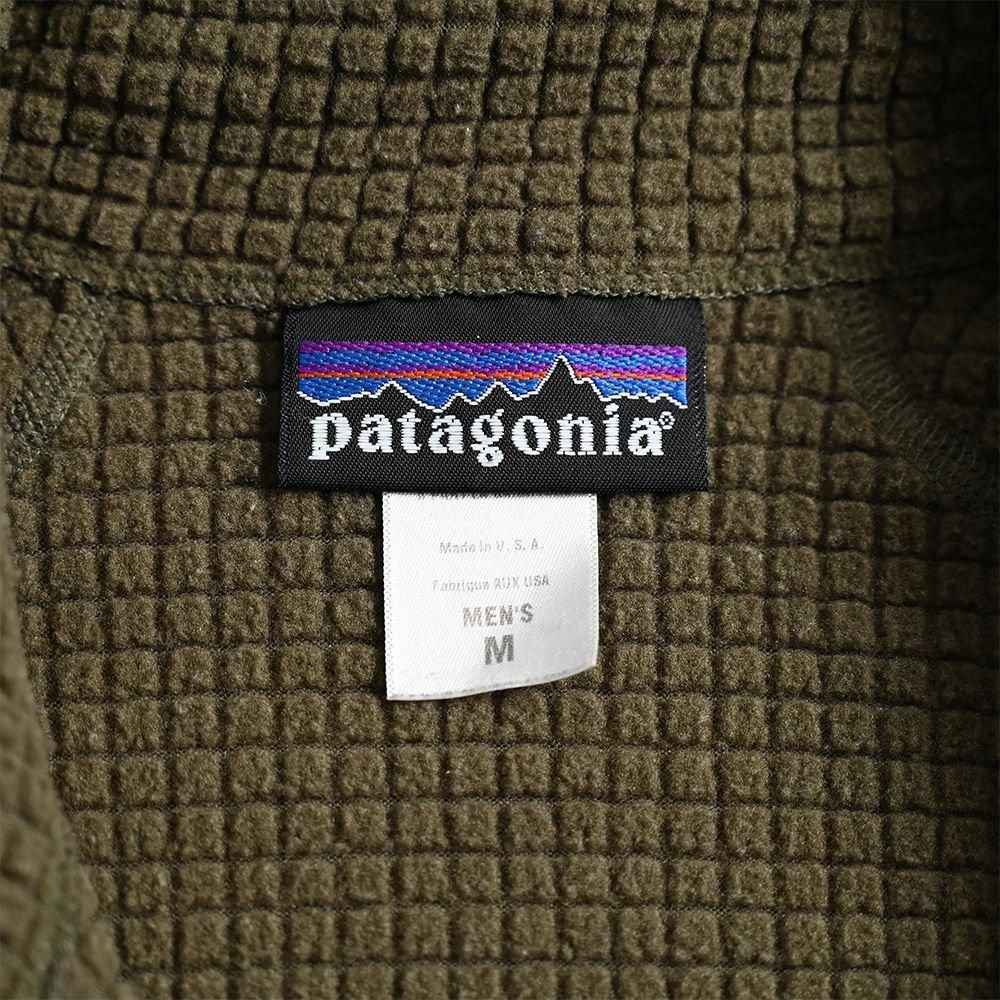 patagonia®
Made in U. S. A.
Fabrique AUX USA
MEN'S
M